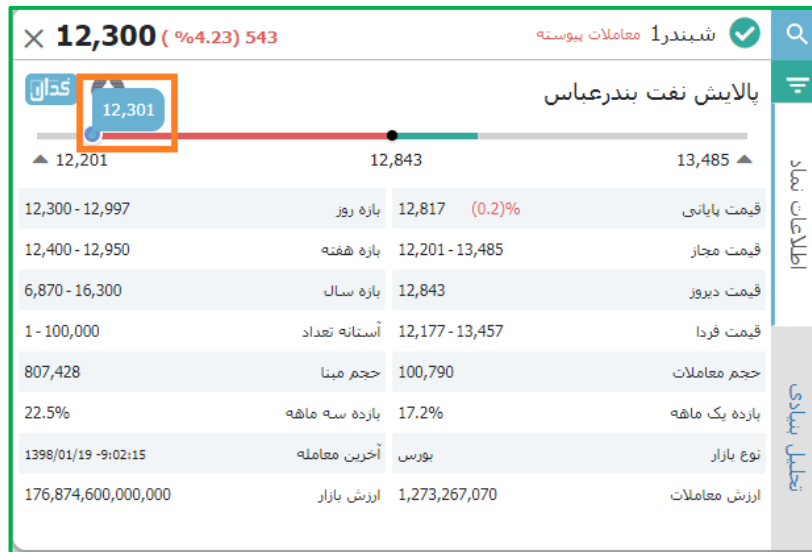 شبندر1 معاملات پیوسته 543 (%4.23) 12,300 ×
پالایش نفت بندرعباس
کدال
12,301
13,485 12,843 12,201
قیمت پایانی 12,817 (0.2)% بازه روز 12,300 - 12,997
قیمت مجاز 12,201 - 13,485 بازه هفته 12,400 - 12,950
قیمت دیروز 12,843 بازه سال 6,870 - 16,300
قیمت فردا 12,177 - 13,457 آستانه تعداد 1 - 100,000
حجم معاملات 100,790 حجم مبنا 807,428
بازده یک ماهه 17.2% بازده سه ماهه 22.5%
نوع بازار بورس آخرین معامله 1398/01/19 -9:02:15
ارزش معاملات 1,273,267,070 ارزش بازار 176,874,600,000,000
اطلاعات نماد
تحلیل بنیادی